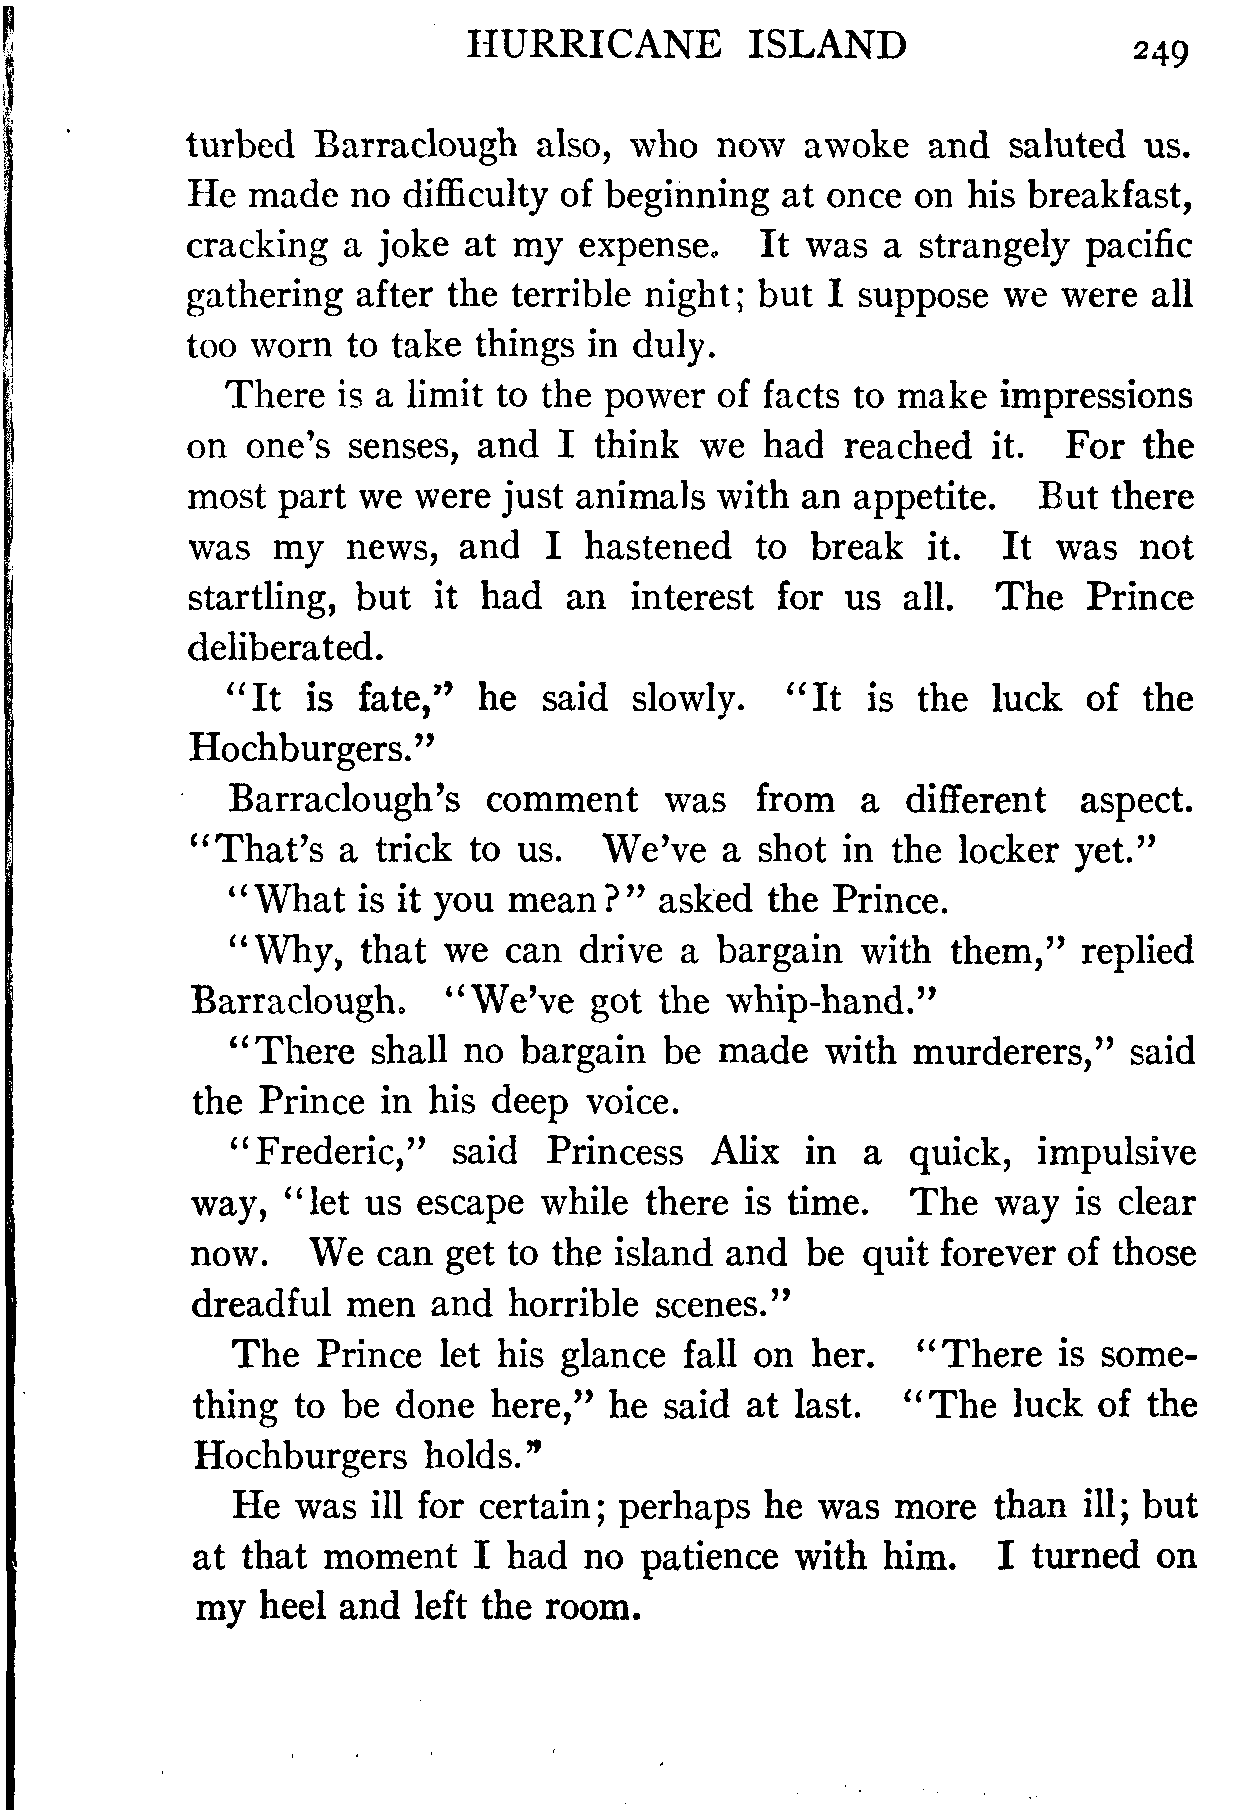 HURRICANE ISLAND 249
turbed Barraclough also, who now awoke and saluted us.
He made no difficulty of beginning at once on his breakfast,
cracking a joke at my expense. It was a strangely pacific
gathering after the terrible night; but I suppose we were all
too worn to take things in duly.
There is a limit to the power of facts to make impressions
on one's senses, and I think we had reached it. For the
most part we were just animals with an appetite. But there
was my news, and I hastened to break it. It was not
startling, but it had an interest for us all. The Prince
deliberated.
"It is fate," he said slowly. "It is the luck of the
Hochburgers."
Barraclough's comment was from a different aspect.
"That's a trick to us. We've a shot in the locker yet."
"What is it you mean?" asked the Prince.
"Why, that we can drive a bargain with them," replied
Barraclough. "We've got the whip-hand."
"There shall no bargain be made with murderers," said
the Prince in his deep voice.
"Frederic," said Princess Alix in a quick, impulsive
way, "let us escape while there is time. The way is clear
now. We can get to the island and be quit forever of those
dreadful men and horrible scenes."
The Prince let his glance fall on her. "There is some-
thing to be done here," he said at last. "The luck of the
Hochburgers holds."
He was ill for certain; perhaps he was more than ill; but
at that moment I had no patience with him. I turned on
my heel and left the room.